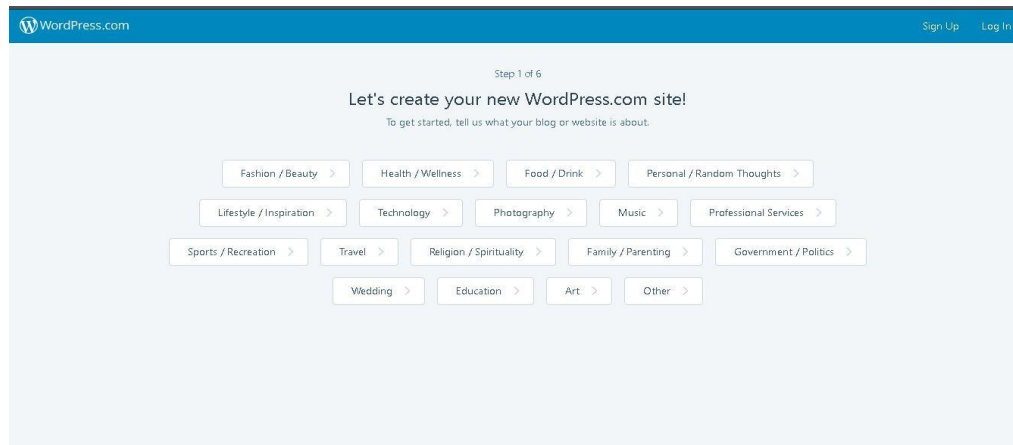 WordPress.com Sign Up Log In
Step 1 of 6
Let's create your new WordPress.com site!
To get started, tell us what your blog or website is about.
Fashion / Beauty Health / Wellness Food / Drink Personal / Random Thoughts
Lifestyle / Inspiration Technology Photography Music Professional Services
Sports / Recreation Travel Religion / Spirituality Family / Parenting Government / Politics
Wedding Education Art Other